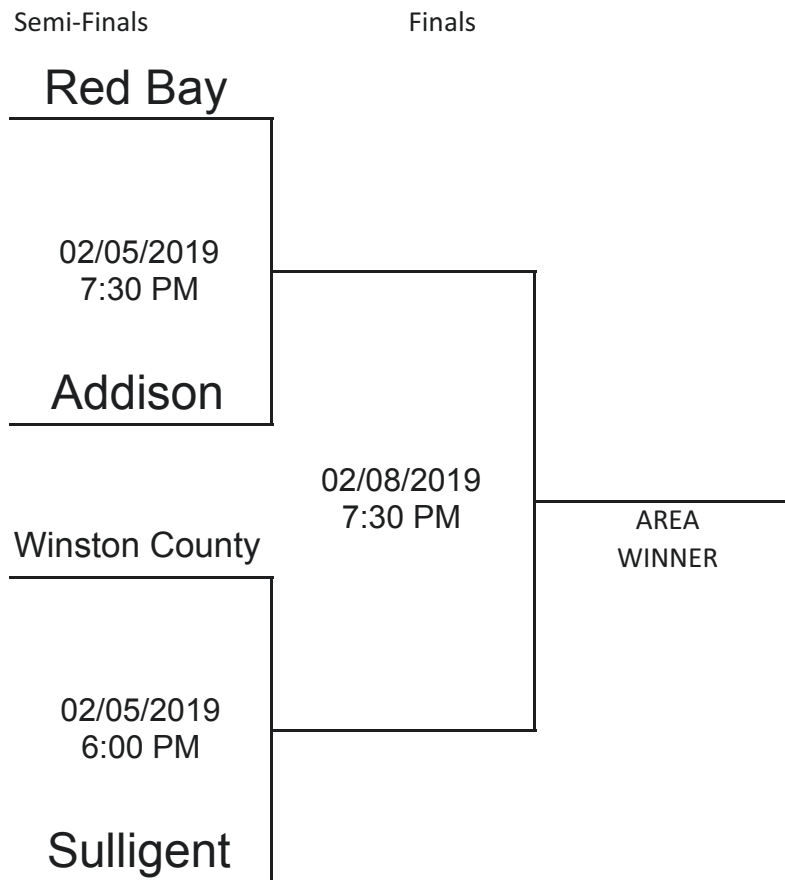 Semi-Finals
Finals
Red Bay
02/05/2019
7:30 PM
Addison
02/08/2019
7:30 PM
AREA
WINNER
Winston County
02/05/2019
6:00 PM
Sulligent